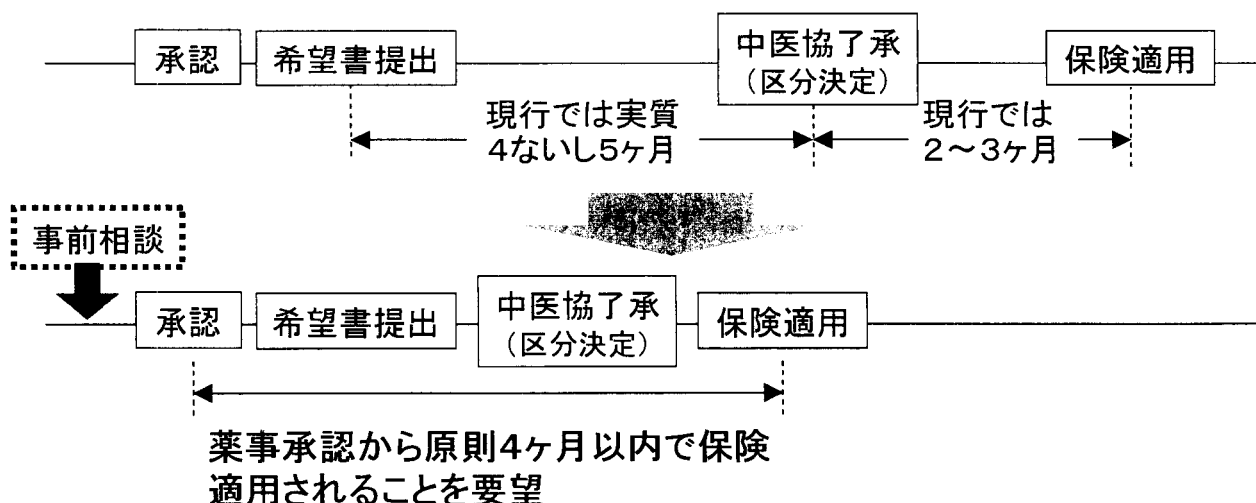 承認
希望書提出
中医協了承
(区分決定)
保険適用
現行では実質
4ないし5ヶ月
現行では
2~3ヶ月
事前相談
承認
希望書提出
中医協了承
(区分決定)
保険適用
薬事承認から原則4ヶ月以内で保険
適用されることを要望